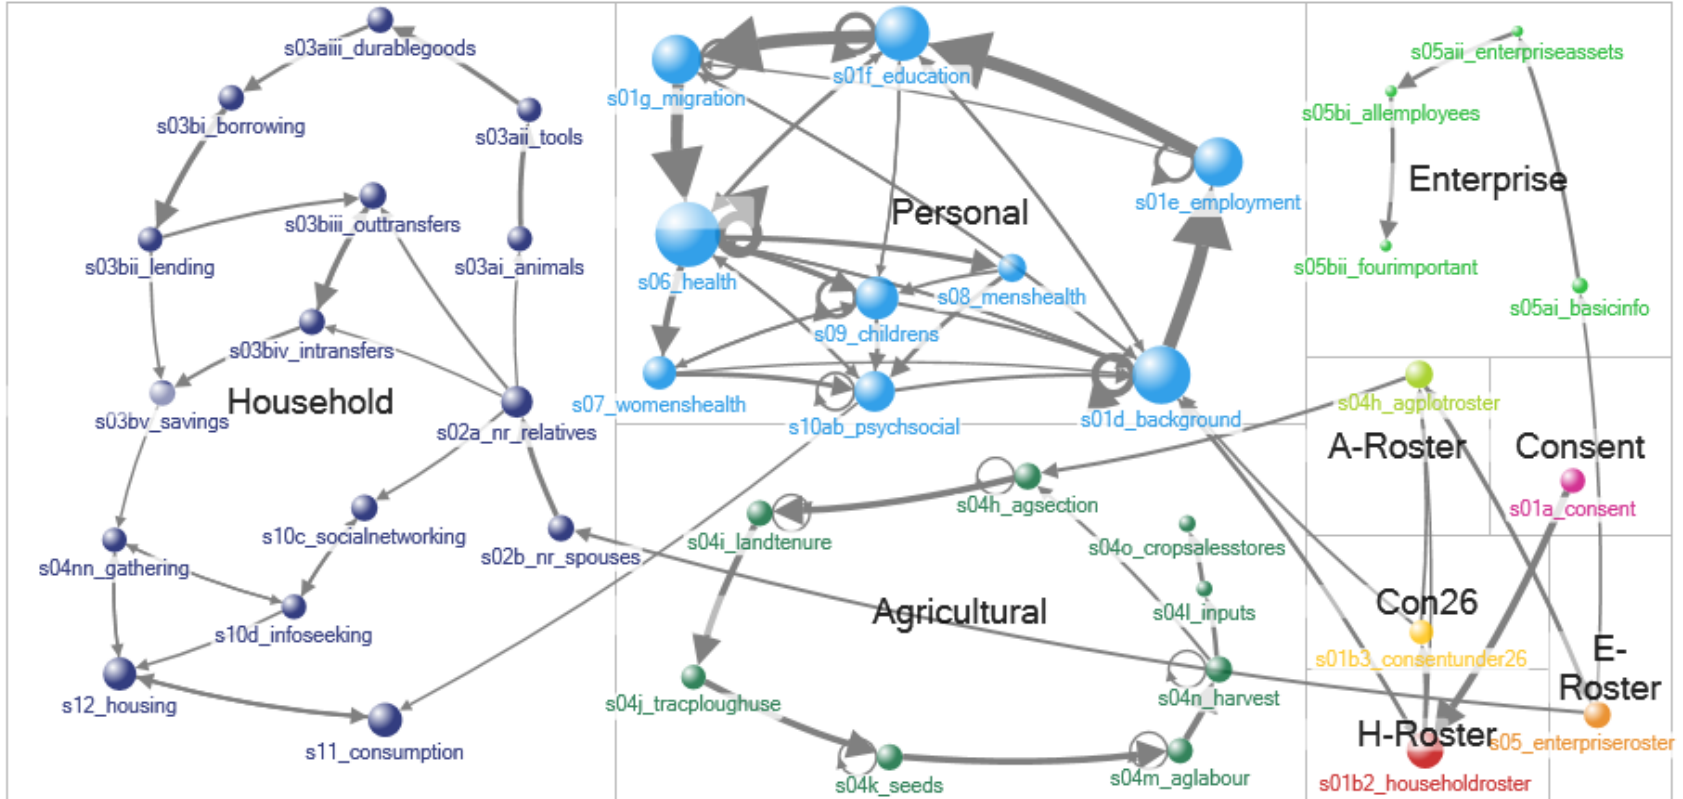 s03aiii_durablegoods
s03bi_borrowing
s03aii_tools
s03biii_outtransfers
s03bii_lending
s03ai_animals
s03biv_intransfers
Household
s03bv_savings
s02a_nr_relatives
s10c_socialnetworking
s02b_nr_spouses
s04nn_gathering
s10d_infoseeking
s12_housing
s11_consumption
s01f_education
s01g_migration
s01e_employment
Personal
s06_health
s08_menshealth
s09_childrens
s07_womenshealth
s10ab_psychsocial
s01d_background
s04h_agsection
s04i_landtenure
s04o_cropsalesstores
s04l_inputs
Agricultural
s04n_harvest
s04j_tracploughuse
s04k_seeds
s04m_aglabour
s05aii_enterpriseassets
s05bi_allemployees
Enterprise
s05bii_fourimportant
s05ai_basicinfo
s04h_agplotroster
A-Roster
Consent
s01a_consent
Con26
s01b3_consentunder26
E-
Roster
H-Roster
s05_enterpriseroster
s01b2_householdroster